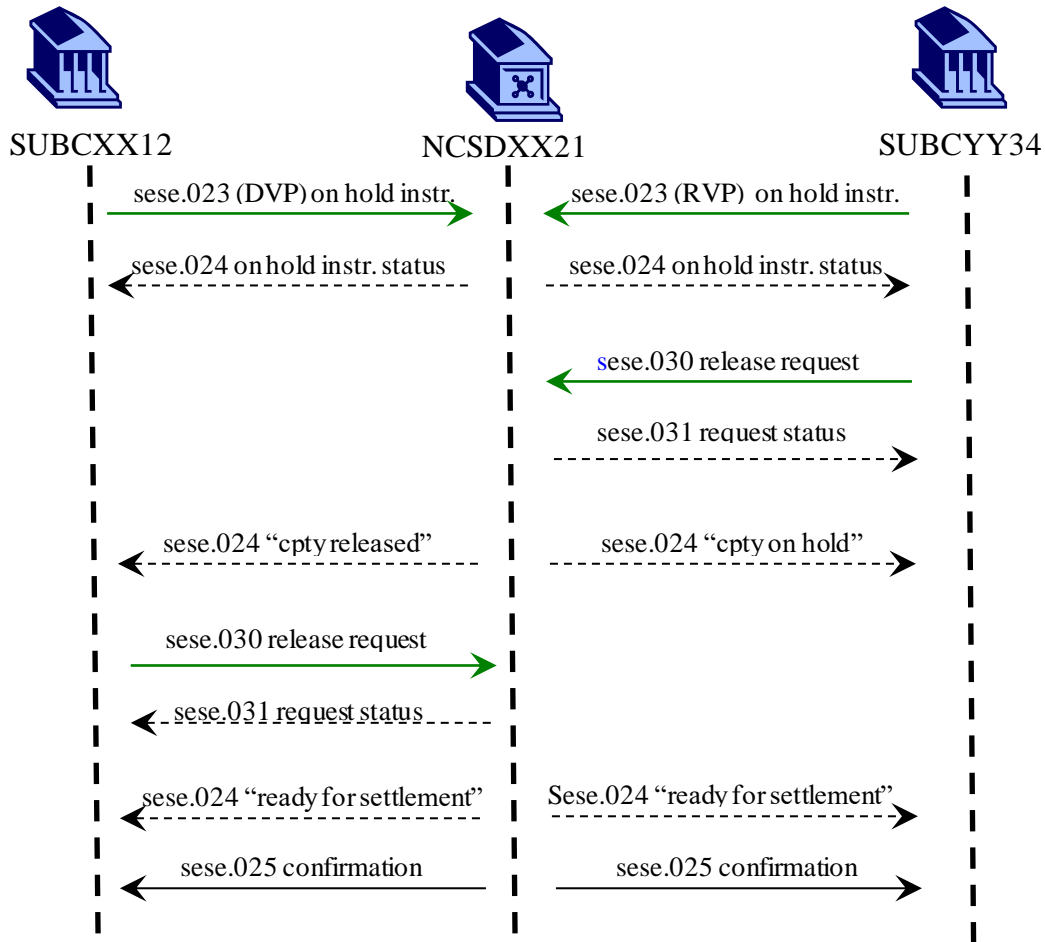 SUBCXX12
NCSDXX21
SUBCYY34
sese.023 (DVP) on hold instr.
sese.023 (RVP) on hold instr.
sese.024 on hold instr. status
sese.024 on hold instr. status
sese.030 release request
sese.031 request status
sese.024 “cpty released”
sese.024 “cpty on hold”
sese.030 release request
sese.031 request status
sese.024 “ready for settlement”
Sese.024 “ready for settlement”
sese.025 confirmation
sese.025 confirmation